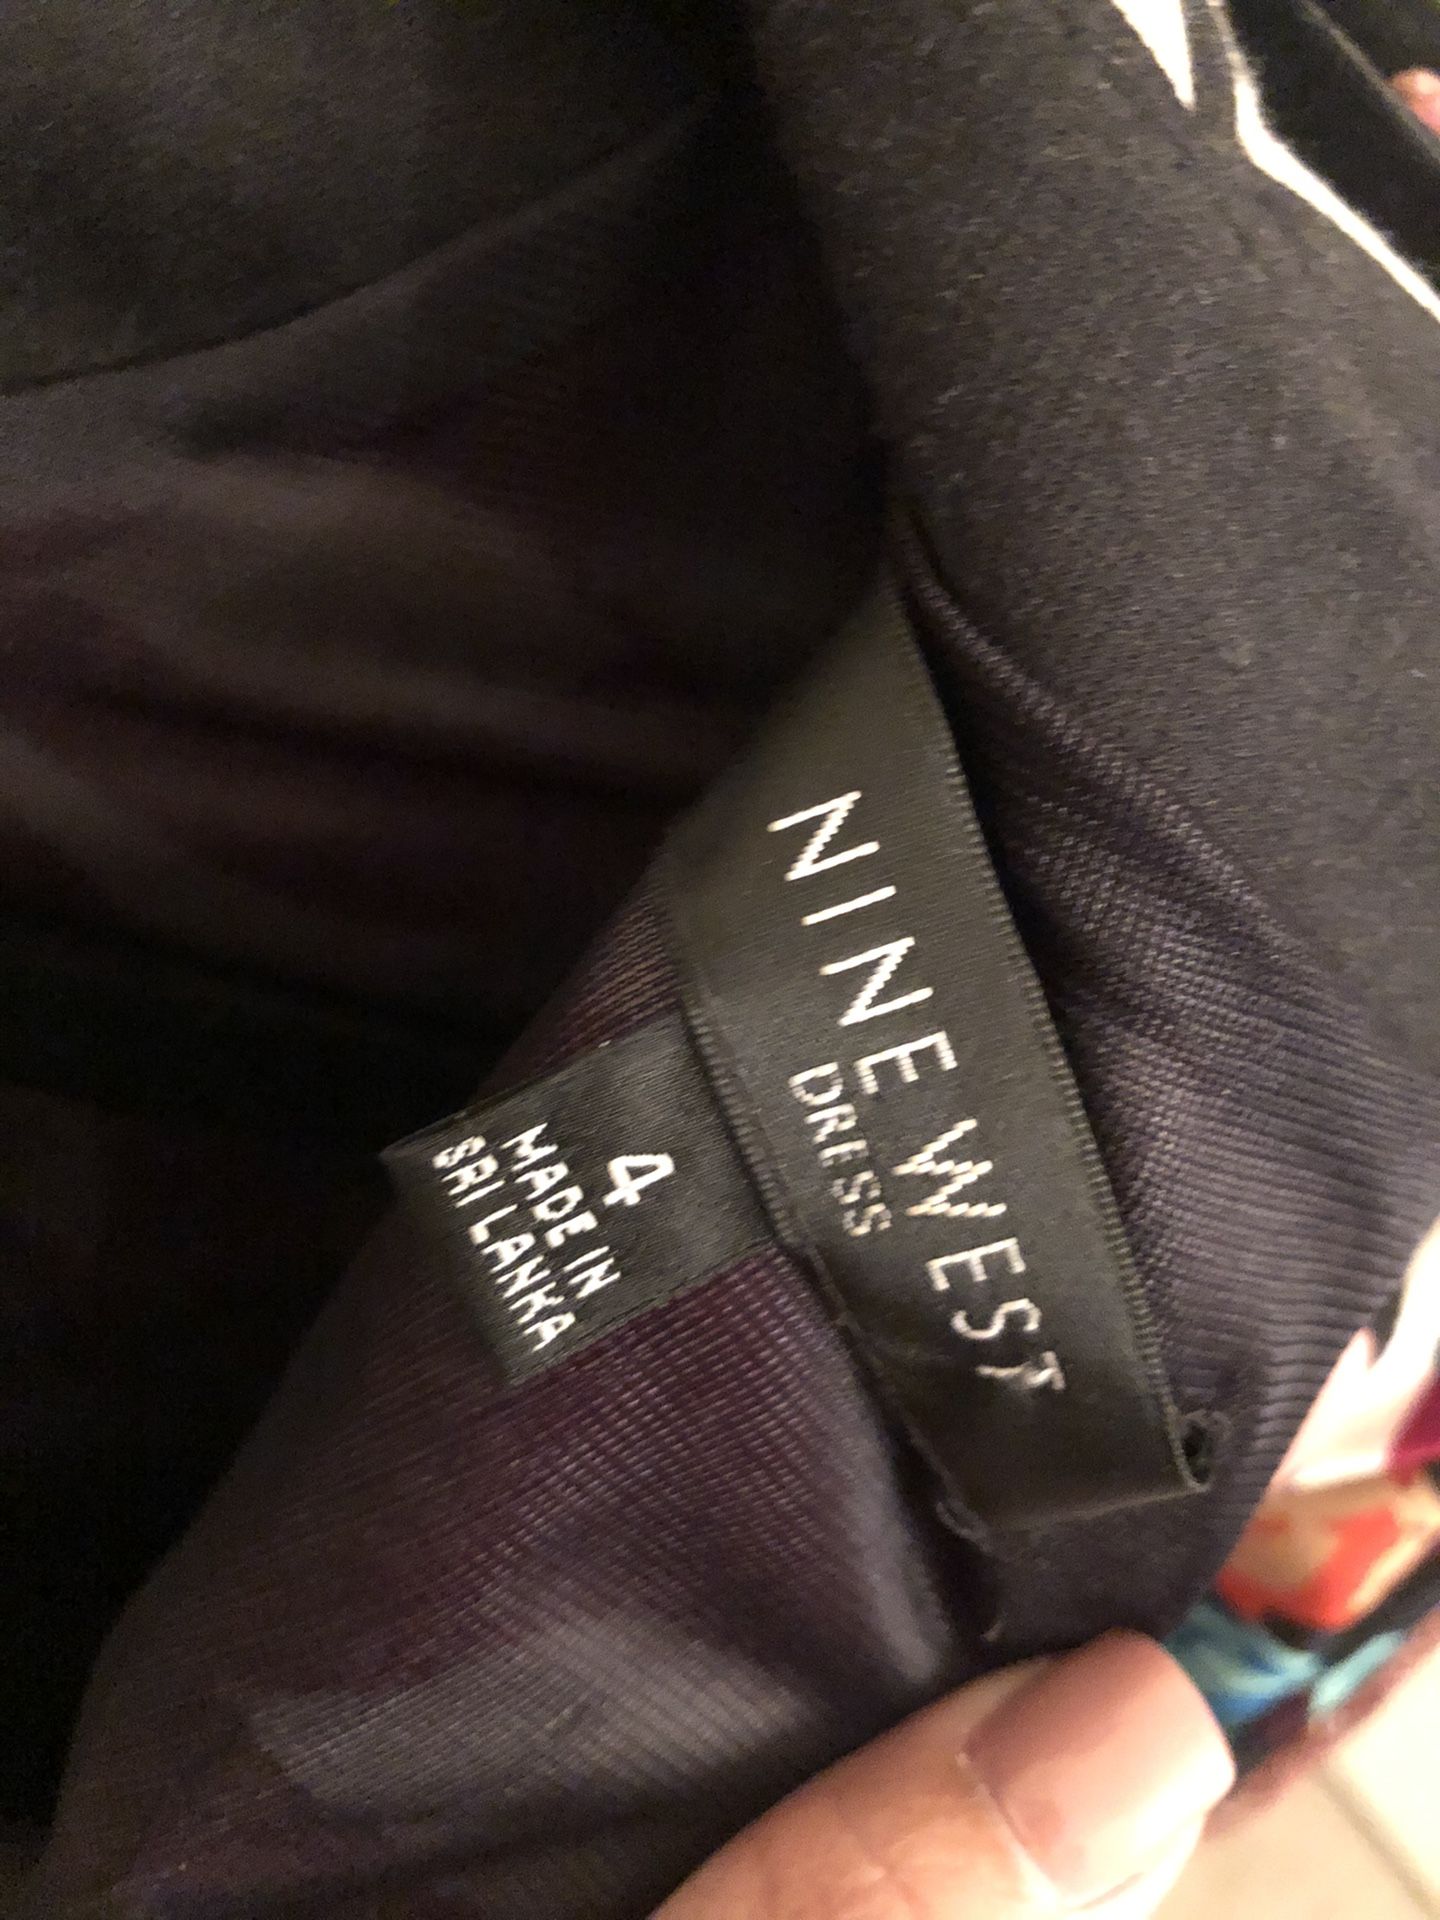 NINE WEST
DRESS
4
MADE IN
SRI LANKA